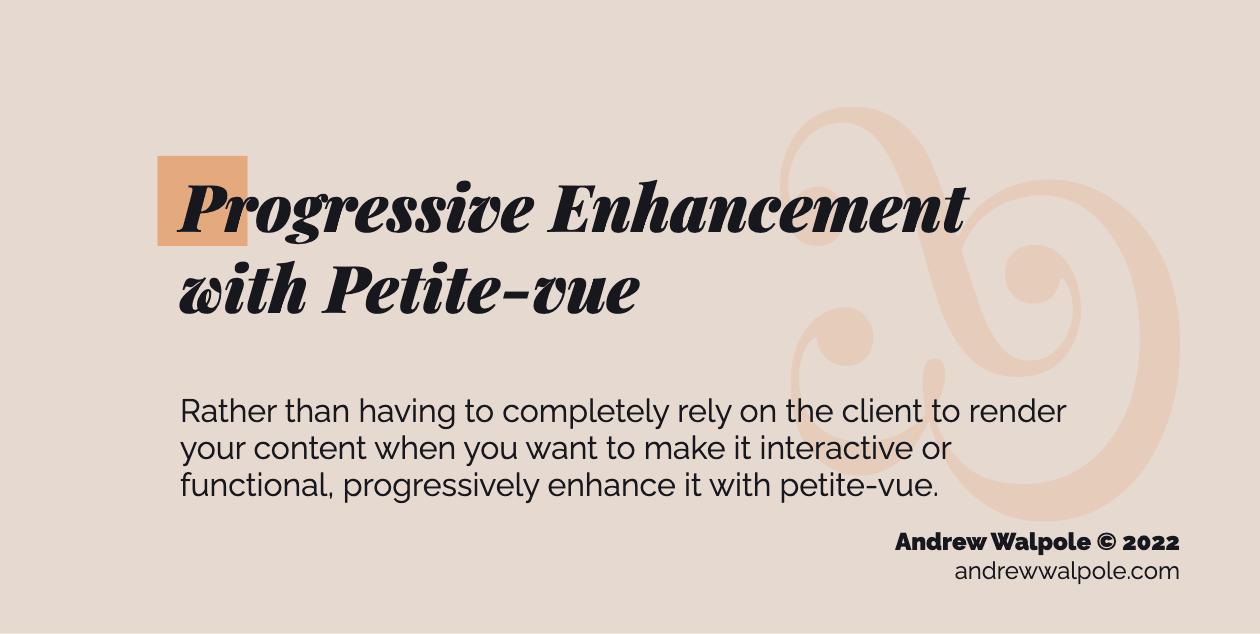 Progressive Enhancement
with Petite-vue
Rather than having to completely rely on the client to render
your content when you want to make it interactive or
functional, progressively enhance it with petite-vue.
Andrew Walpole © 2022
andrewwalpole.com